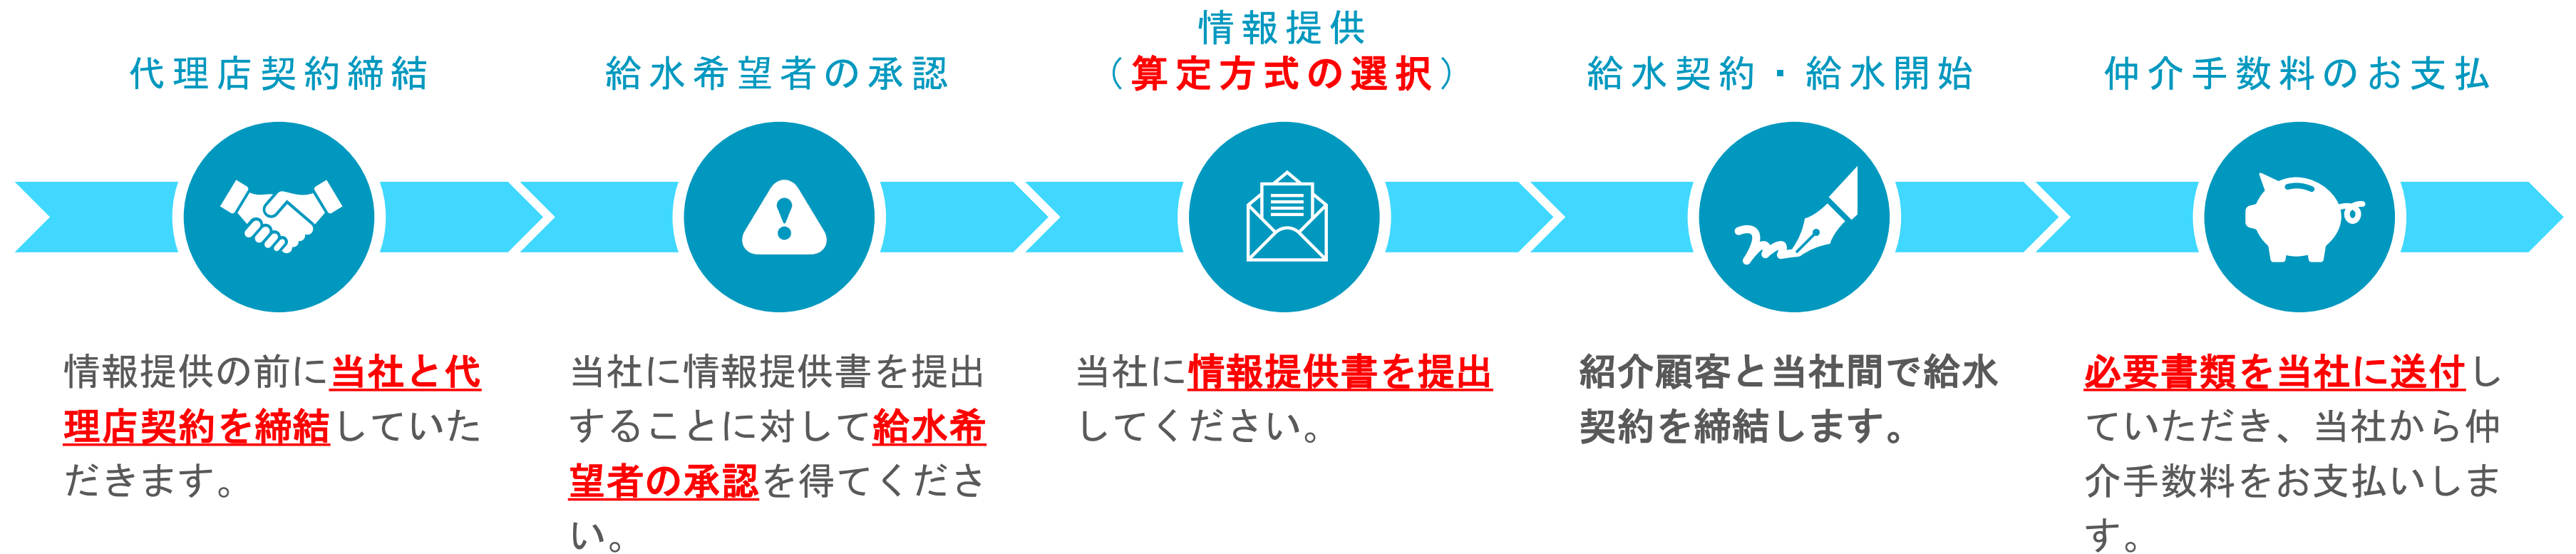 代理店契約締結
情報提供の前に当社と代
理店契約を締結していた
だきます。
給水希望者の承認
当社に情報提供書を提出
することに対して給水希
望者の承認を得てくださ
い。
情報提供
（算定方式の選択）
当社に情報提供書を提出
してください。
給水契約・給水開始
紹介顧客と当社間で給水
契約を締結します。
仲介手数料のお支払
必要書類を当社に送付し
ていただき、当社から仲
介手数料をお支払いしま
す。